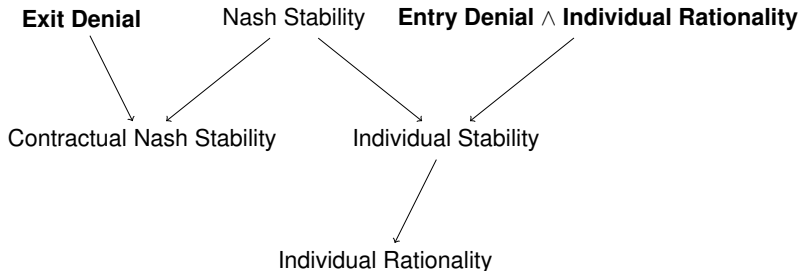 Exit Denial
Nash Stability
Entry Denial ∧ Individual Rationality
Contractual Nash Stability
Individual Stability
Individual Rationality